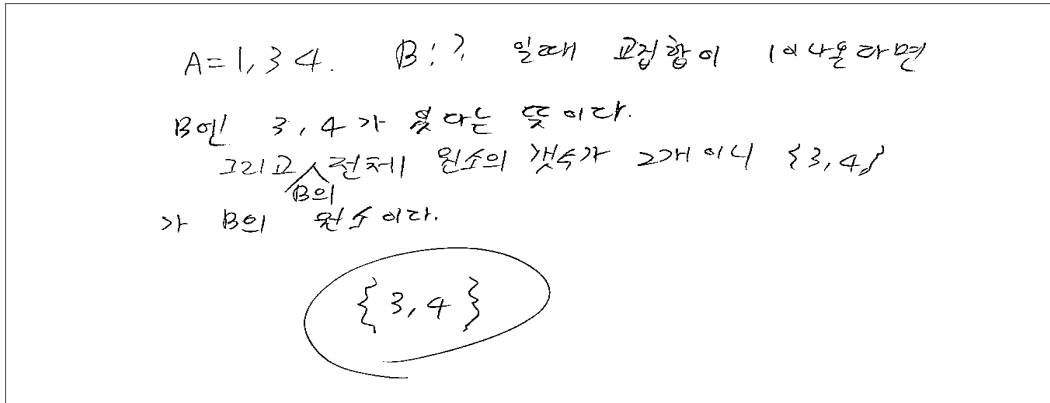 A=1, 3 4. B: ? 일때 교집합이 1이 나온다면
B엔 3, 4가 있다는 뜻이다.
그리고 B의 전체 원소의 갯수가 2개이니 {3,4}
가 B의 원소이다.
{3,4}